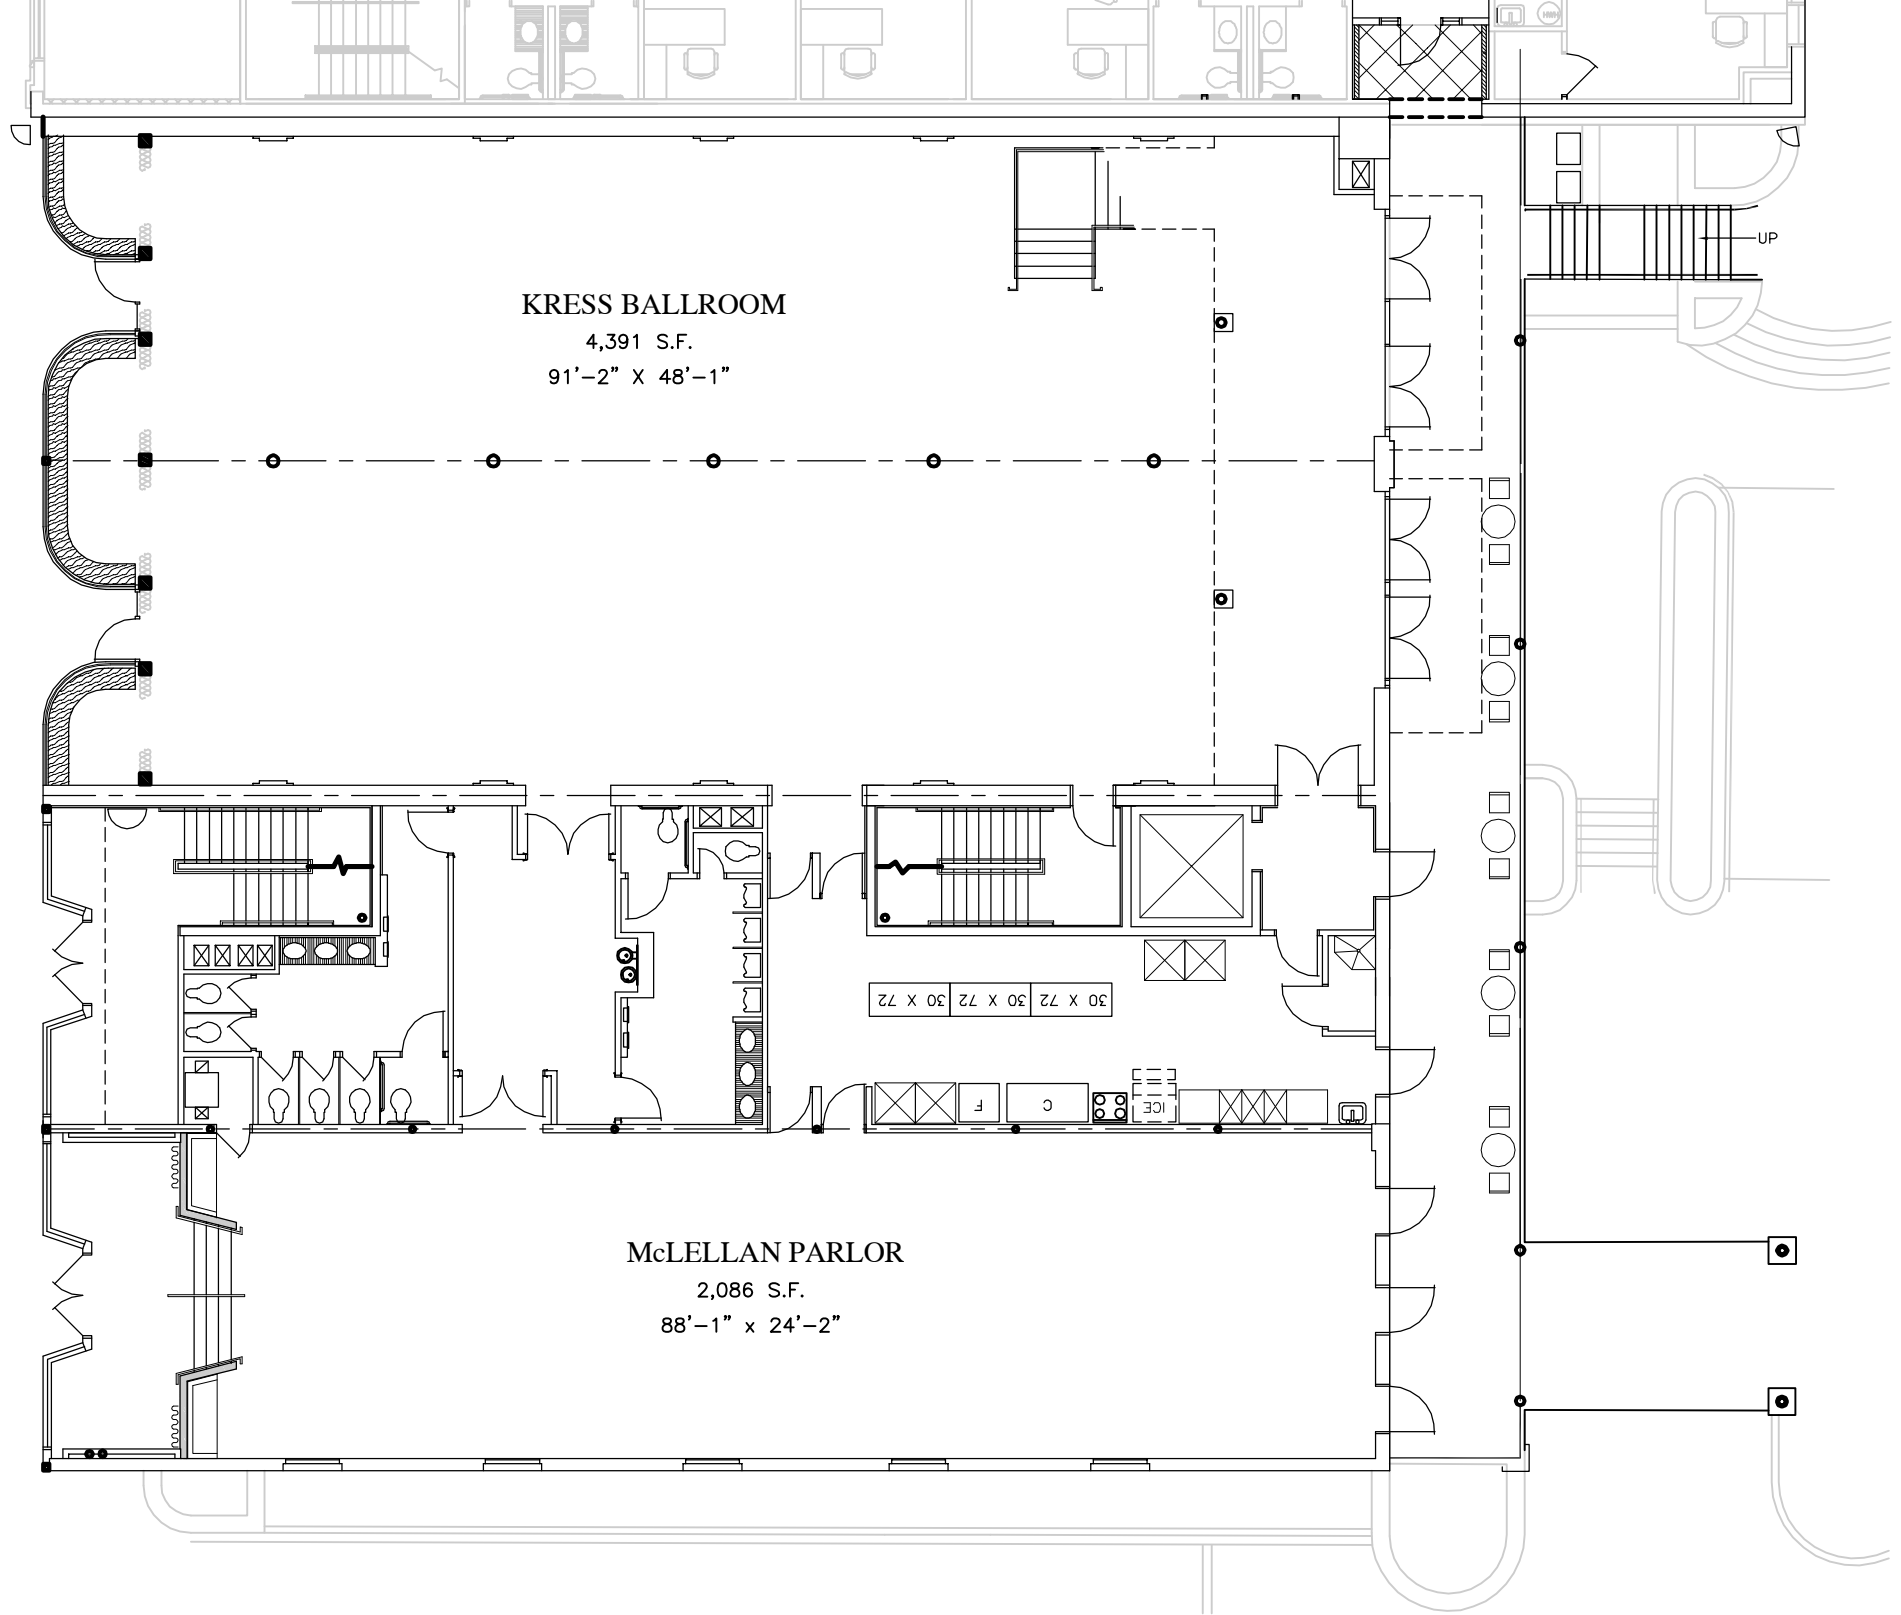 HWH
UP
KRESS BALLROOM
4,391 S.F.
91'-2" X 48'-1"
30 X 72
30 X 72
30 X 72
F
C
ICE
McLELLAN PARLOR
2,086 S.F.
88'-1" x 24'-2"